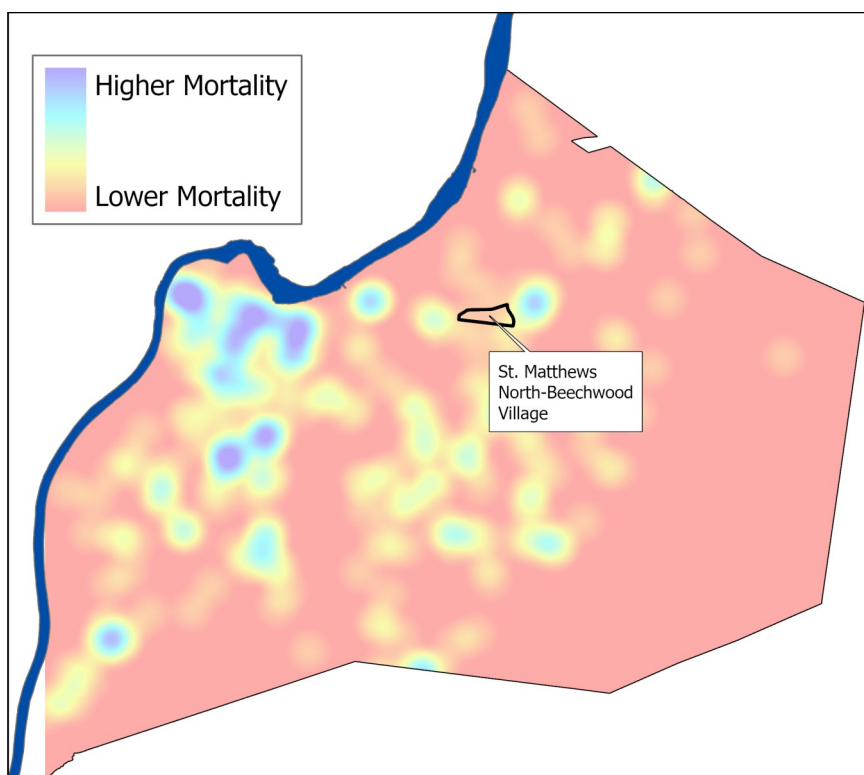 Higher Mortality
Lower Mortality
St. Matthews
North-Beechwood
Village